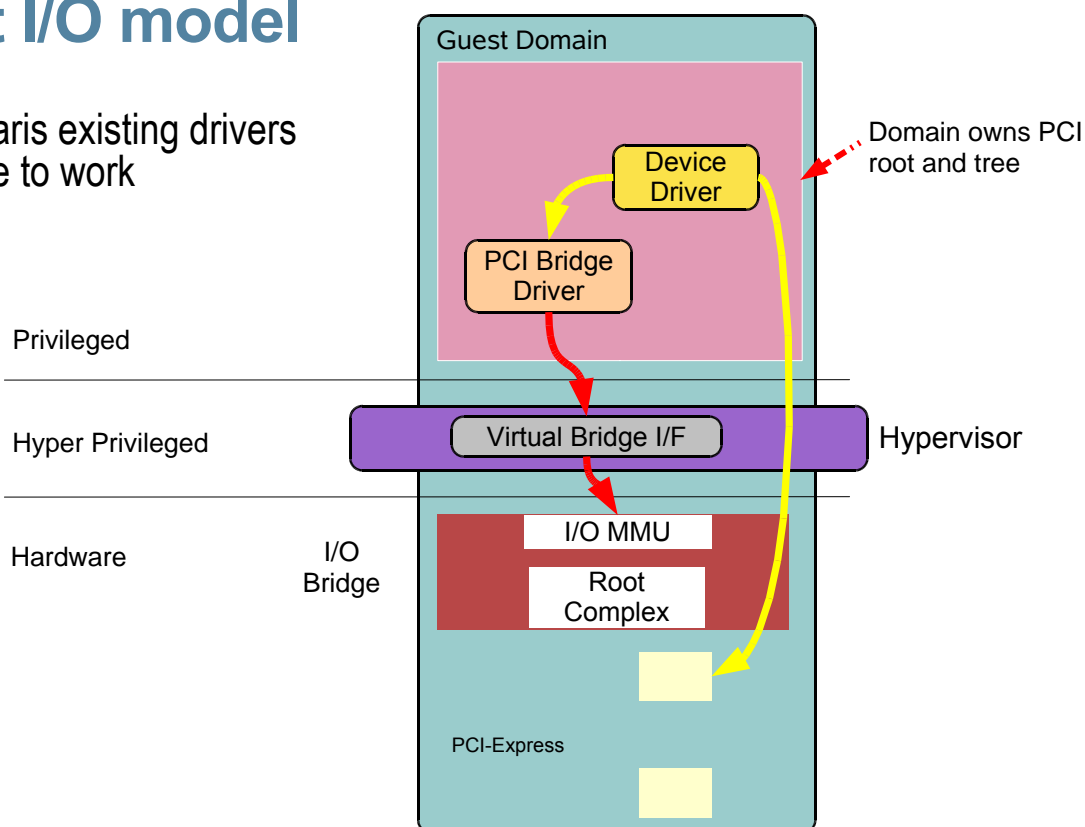 I/O model
Guest Domain
existing drivers
to work
Domain owns PCI
root and tree
Device
Driver
PCI Bridge
Driver
Privileged
Hyper Privileged
Virtual Bridge I/F
Hypervisor
Hardware
I/O
Bridge
I/O MMU
Root
Complex
PCI-Express